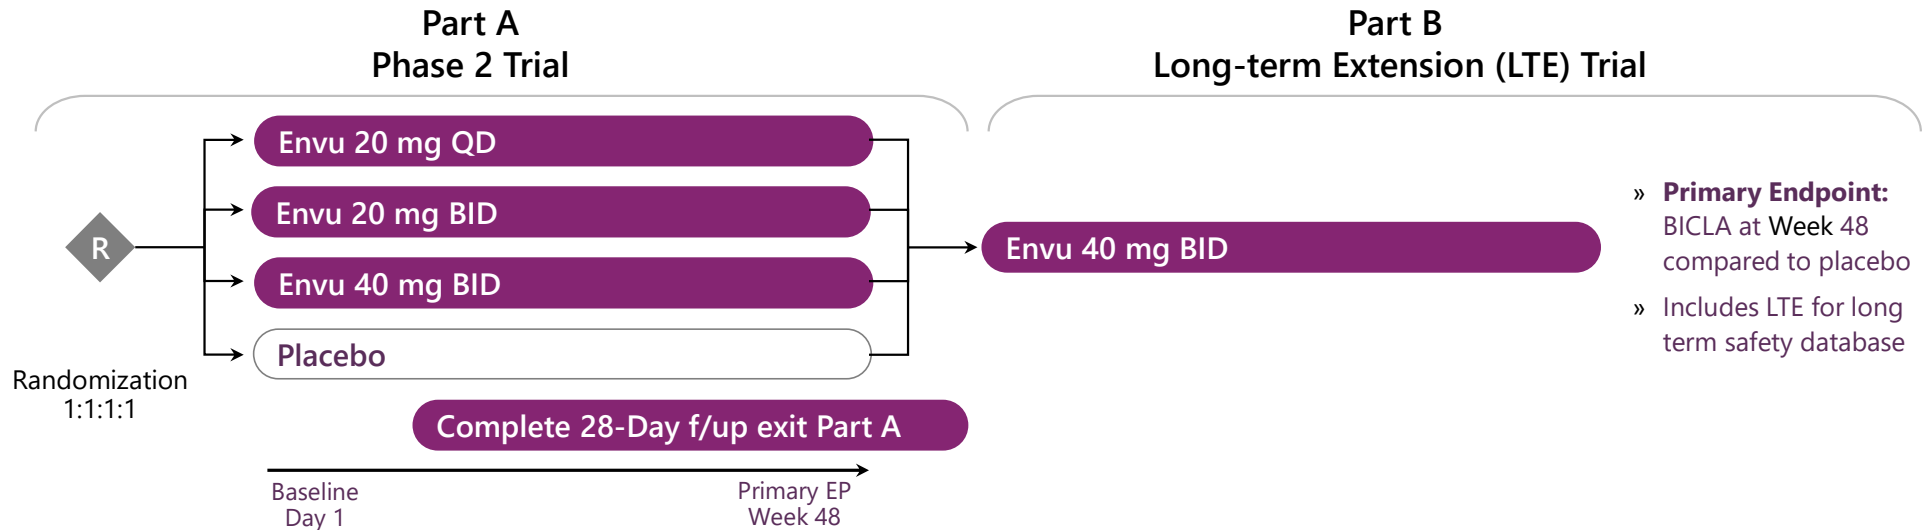 Part A
Phase 2 Trial
Part B
Long-term Extension (LTE) Trial
R
Randomization
1:1:1:1
Envu 20 mg QD
Envu 20 mg BID
Envu 40 mg BID
Placebo
Complete 28-Day f/up exit Part A
Baseline
Day 1
Primary EP
Week 48
Envu 40 mg BID
» Primary Endpoint:
BICLA at Week 48
compared to placebo
» Includes LTE for long
term safety database